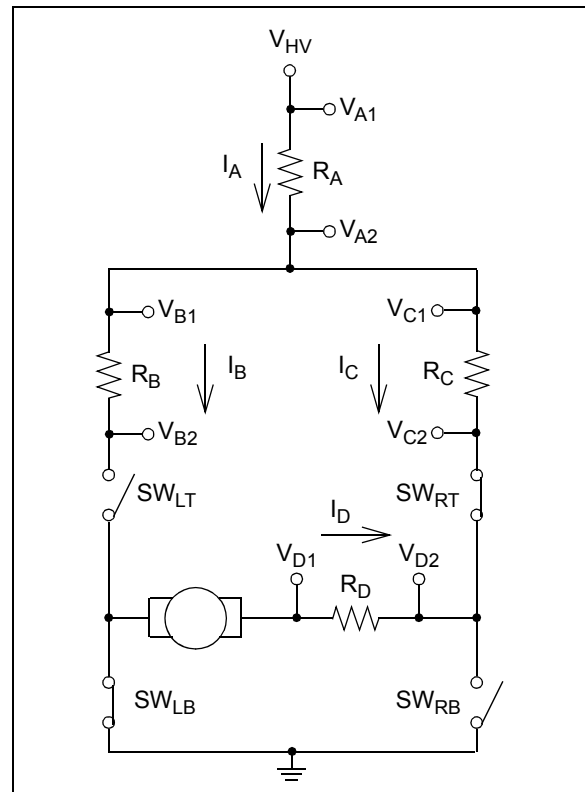 V_HV
V_A1
I_A
R_A
V_A2
V_B1
V_C1
R_B
I_B
I_C
R_C
V_B2
V_C2
SW_LT
SW_RT
I_D
V_D1
V_D2
R_D
SW_LB
SW_RB